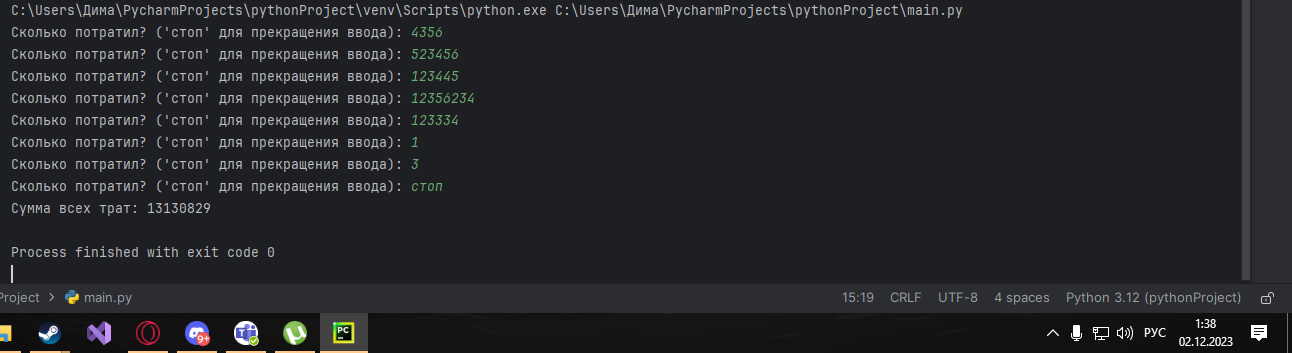 C:\Users\Дима\PycharmProjects\pythonProject\venv\Scripts\python.exe C:\Users\Дима\PycharmProjects\pythonProject\main.py
Сколько потратил? ('стоп' для прекращения ввода): 4356
Сколько потратил? ('стоп' для прекращения ввода): 523456
Сколько потратил? ('стоп' для прекращения ввода): 123445
Сколько потратил? ('стоп' для прекращения ввода): 12356234
Сколько потратил? ('стоп' для прекращения ввода): 123334
Сколько потратил? ('стоп' для прекращения ввода): 1
Сколько потратил? ('стоп' для прекращения ввода): 3
Сколько потратил? ('стоп' для прекращения ввода): стоп
Сумма всех трат: 13130829
Process finished with exit code 0
Project > main.py 15:19 CRLF UTF-8 4 spaces Python 3.12 (pythonProject)
9+ PC РУС 1:38
02.12.2023